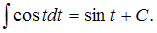 ∫cos tdt = sin t + C.